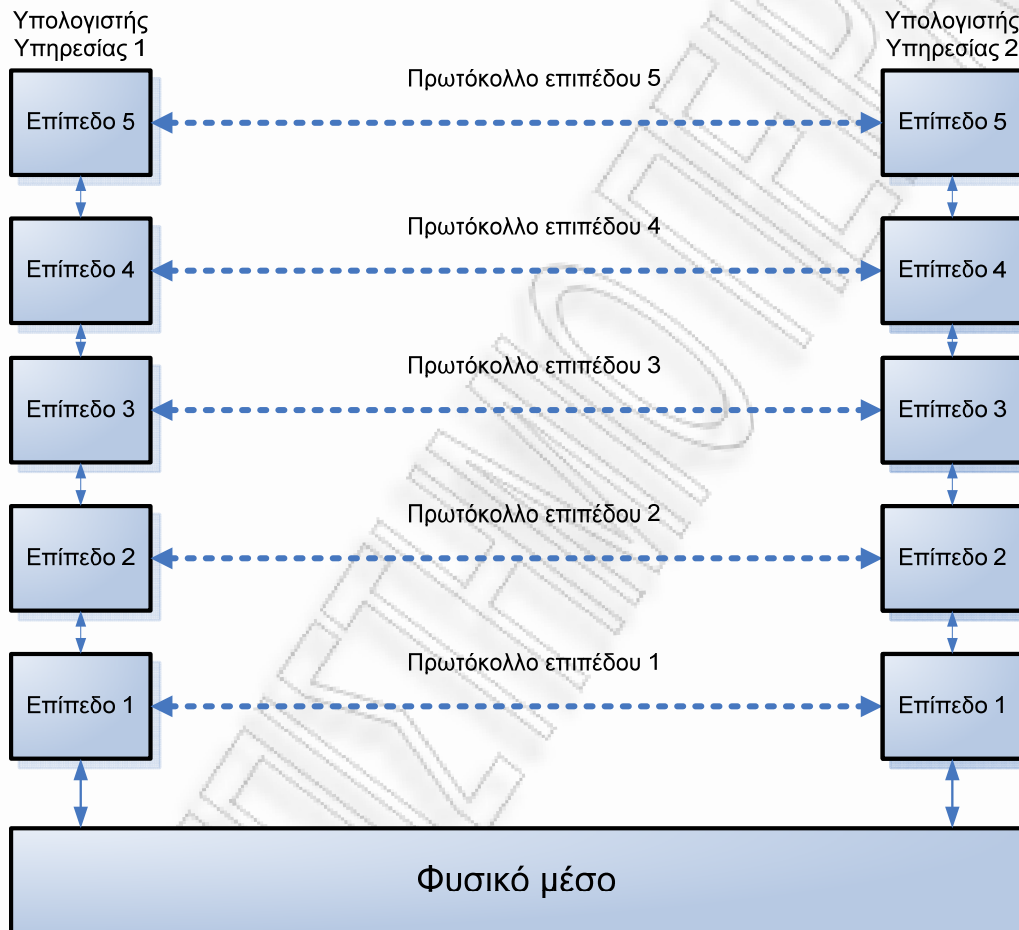 Υπολογιστής
Υπηρεσίας 1
Υπολογιστής
Υπηρεσίας 2
Πρωτόκολλο επιπέδου 5
Επίπεδο 5
Επίπεδο 5
Πρωτόκολλο επιπέδου 4
Επίπεδο 4
Επίπεδο 4
Πρωτόκολλο επιπέδου 3
Επίπεδο 3
Επίπεδο 3
Πρωτόκολλο επιπέδου 2
Επίπεδο 2
Επίπεδο 2
Πρωτόκολλο επιπέδου 1
Επίπεδο 1
Επίπεδο 1
Φυσικό μέσο